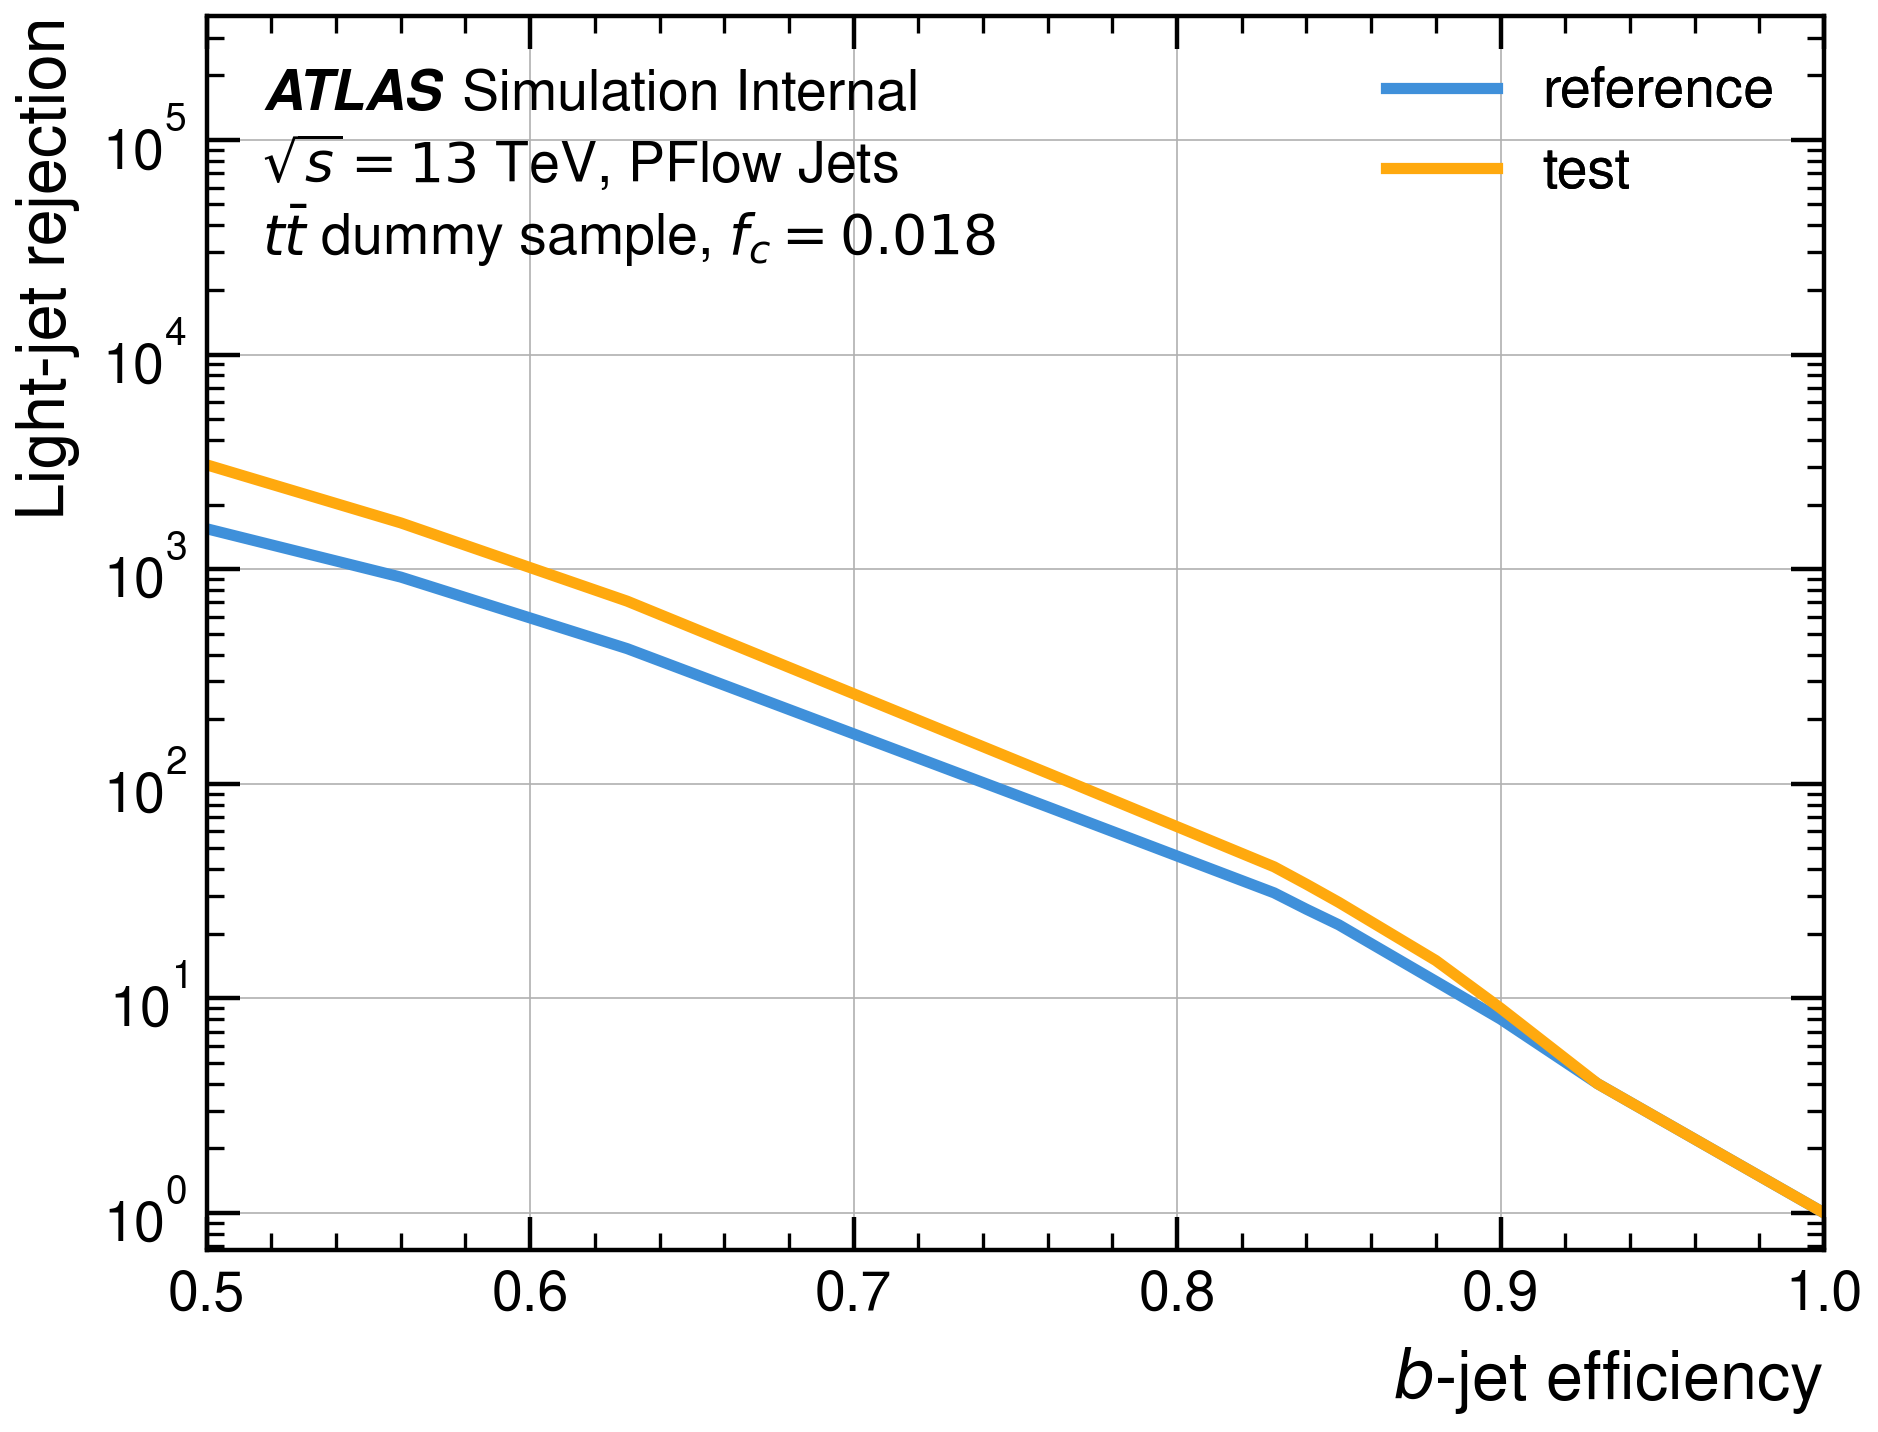 Light-jet rejection
10^5
10^4
10^3
10^2
10^1
10^0
ATLAS Simulation Internal
√s = 13 TeV, PFlow Jets
tt̄ dummy sample, f_c = 0.018
reference
test
0.5 0.6 0.7 0.8 0.9 1.0
b-jet efficiency